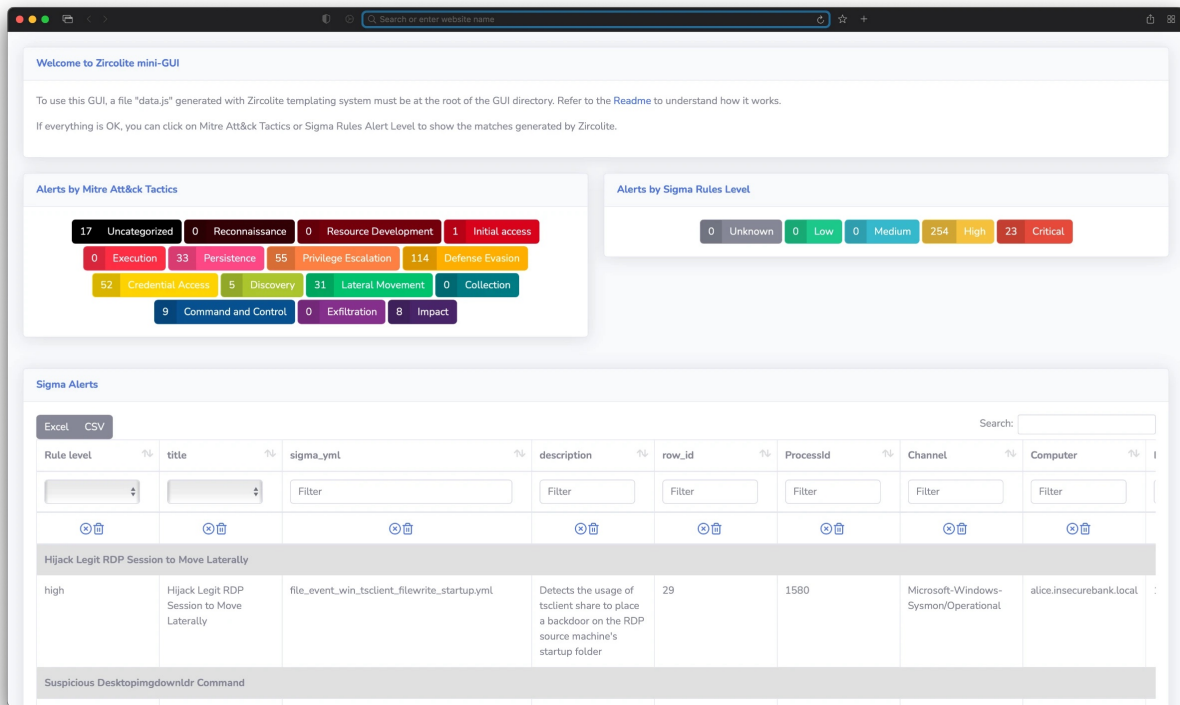 Search or enter website name
Welcome to Zircolite mini-GUI
To use this GUI, a file "data.js" generated with Zircolite templating system must be at the root of the GUI directory. Refer to the Readme to understand how it works.
If everything is OK, you can click on Mitre Att&ck Tactics or Sigma Rules Alert Level to show the matches generated by Zircolite.
Alerts by Mitre Att&ck Tactics
17 Uncategorized 0 Reconnaissance 0 Resource Development 1 Initial access
0 Execution 33 Persistence 55 Privilege Escalation 114 Defense Evasion
52 Credential Access 5 Discovery 31 Lateral Movement 0 Collection
9 Command and Control 0 Exfiltration 8 Impact
Alerts by Sigma Rules Level
0 Unknown 0 Low 0 Medium 254 High 23 Critical
Sigma Alerts
Excel CSV
Search:
Rule level title sigma_yml description row_id ProcessId Channel Computer
Filter Filter Filter Filter Filter Filter
Hijack Legit RDP Session to Move Laterally
high
Hijack Legit RDP
Session to Move
Laterally
file_event_win_tsclient_filewrite_startup.yml
Detects the usage of
tsclient share to place
a backdoor on the RDP
source machine's
startup folder
29
1580
Microsoft-Windows-
Sysmon/Operational
alice.insecurebank.local
Suspicious Desktopimgdownldr Command